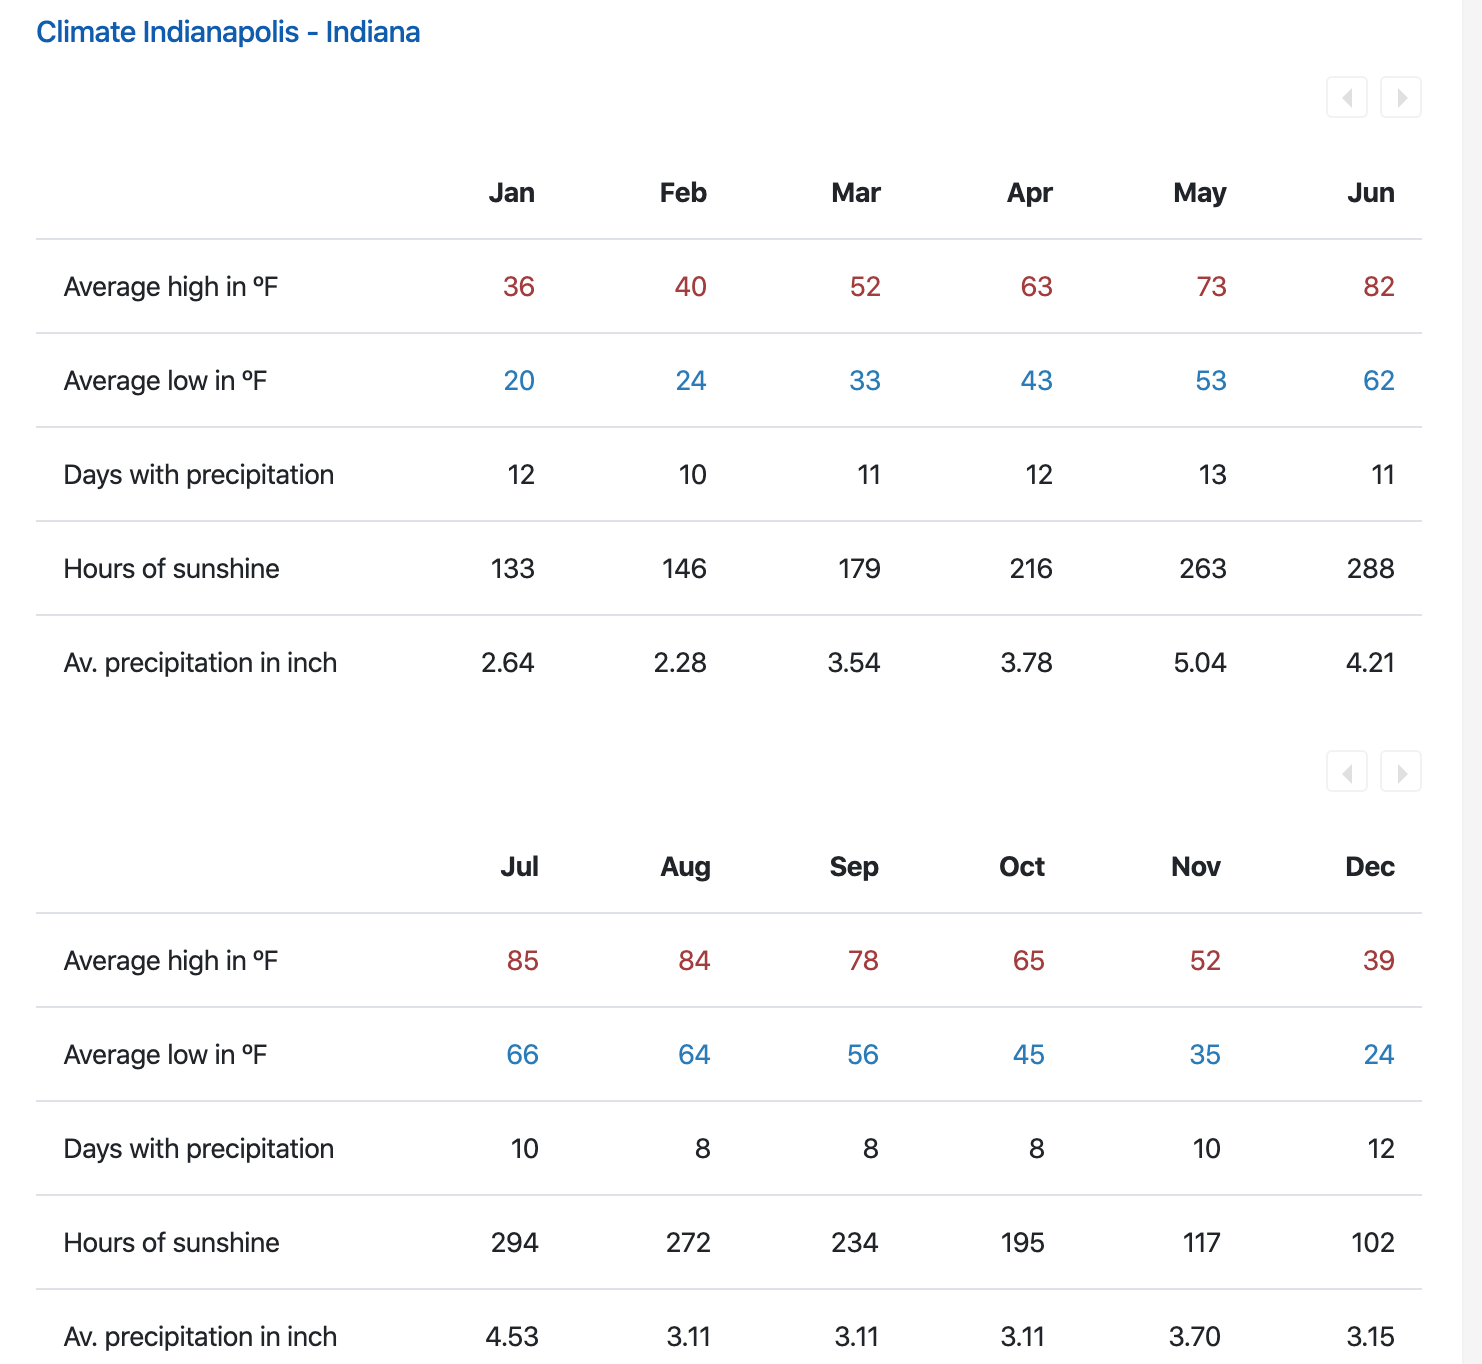 Climate Indianapolis - Indiana
Jan Feb Mar Apr May Jun
Average high in ºF 36 40 52 63 73 82
Average low in ºF 20 24 33 43 53 62
Days with precipitation 12 10 11 12 13 11
Hours of sunshine 133 146 179 216 263 288
Av. precipitation in inch 2.64 2.28 3.54 3.78 5.04 4.21
Jul Aug Sep Oct Nov Dec
Average high in ºF 85 84 78 65 52 39
Average low in ºF 66 64 56 45 35 24
Days with precipitation 10 8 8 8 10 12
Hours of sunshine 294 272 234 195 117 102
Av. precipitation in inch 4.53 3.11 3.11 3.11 3.70 3.15